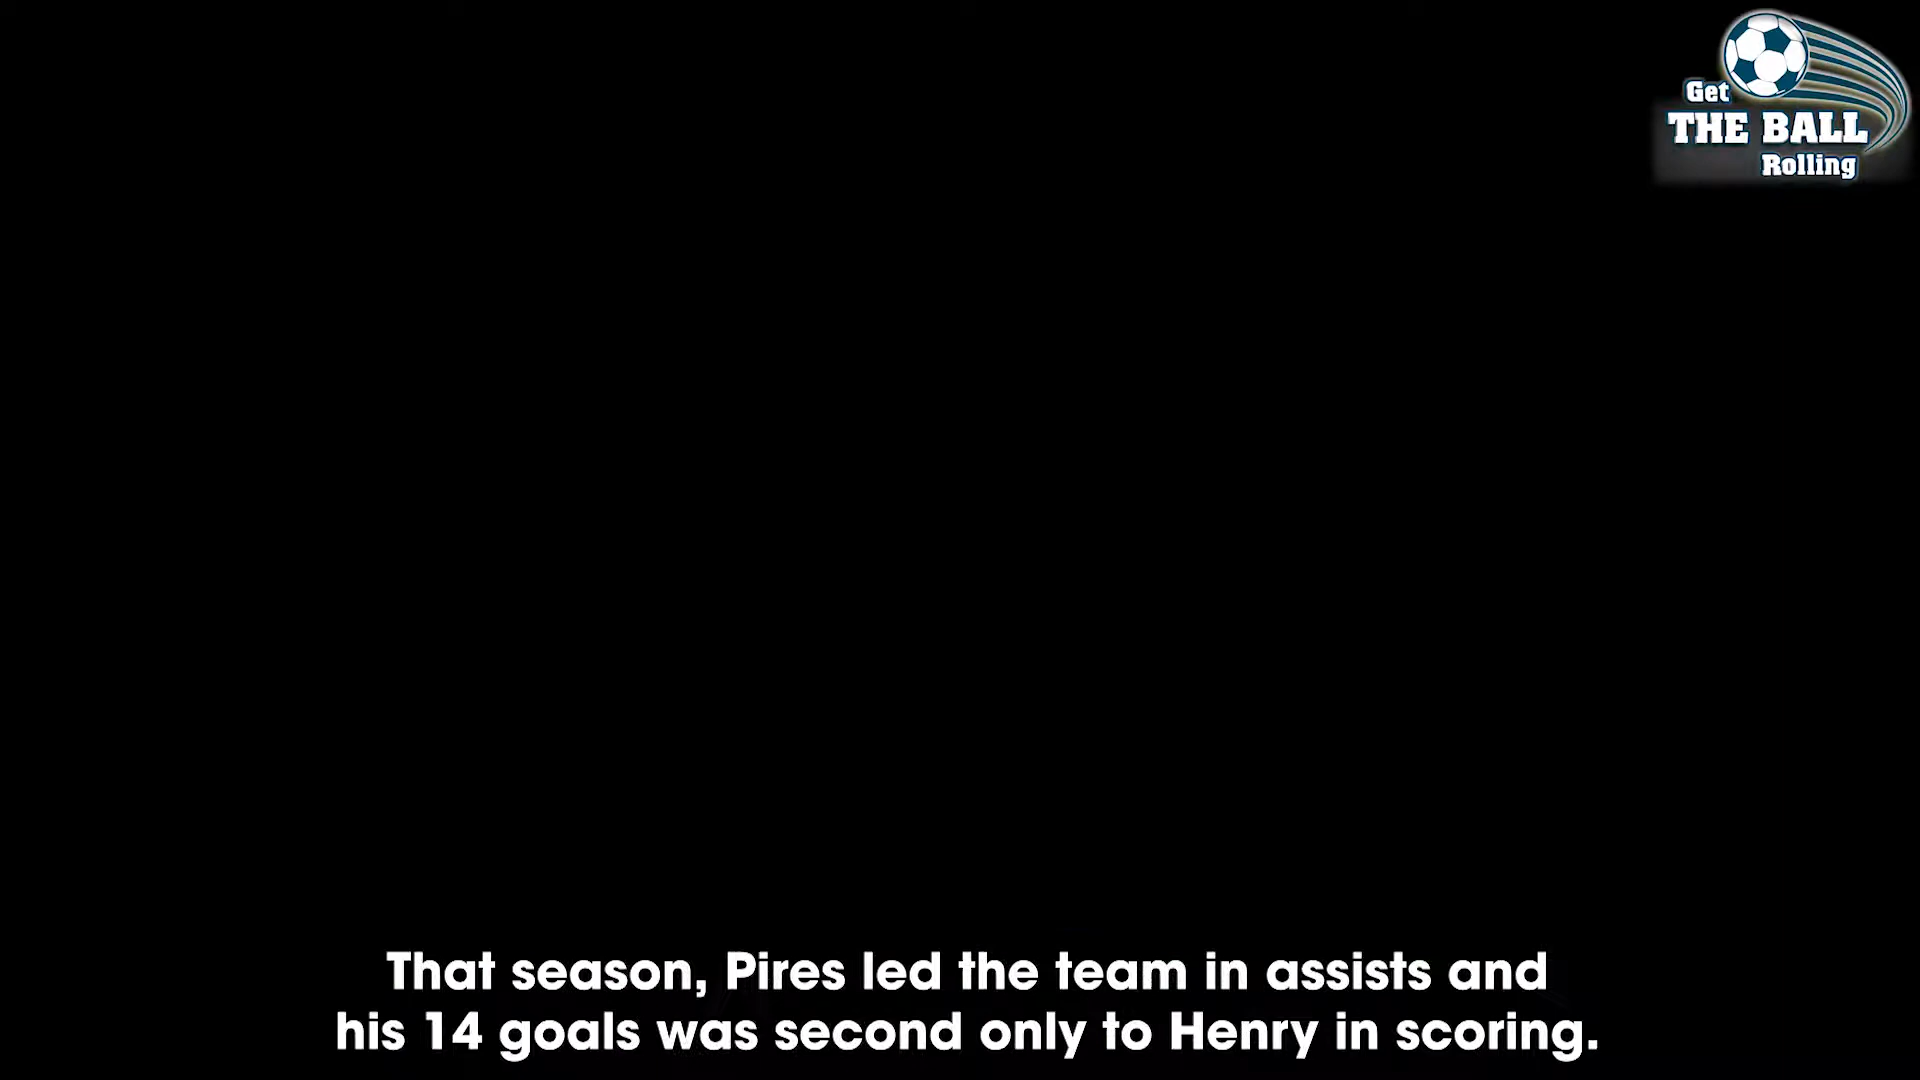 Get
THE BALL
Rolling
That season, Pires led the team in assists and
his 14 goals was second only to Henry in scoring.